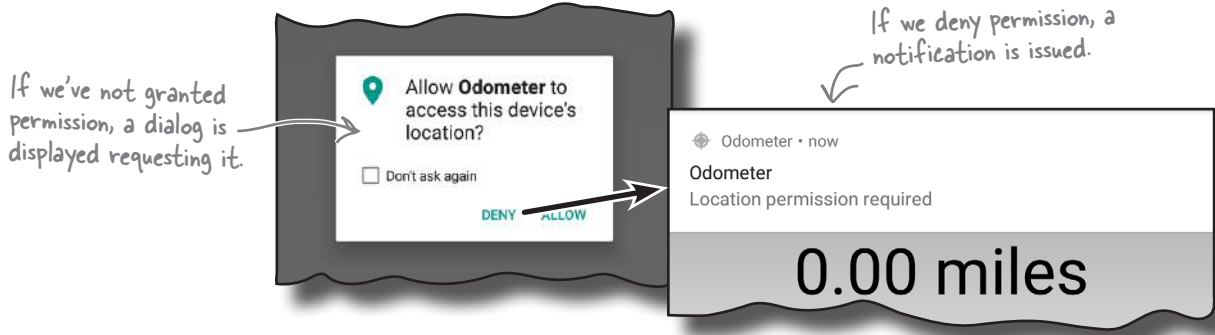 If we've not granted
permission, a dialog is
displayed requesting it.
Allow Odometer to
access this device's
location?
Don't ask again
DENY ALLOW
If we deny permission, a
notification is issued.
Odometer • now
Odometer
Location permission required
0.00 miles